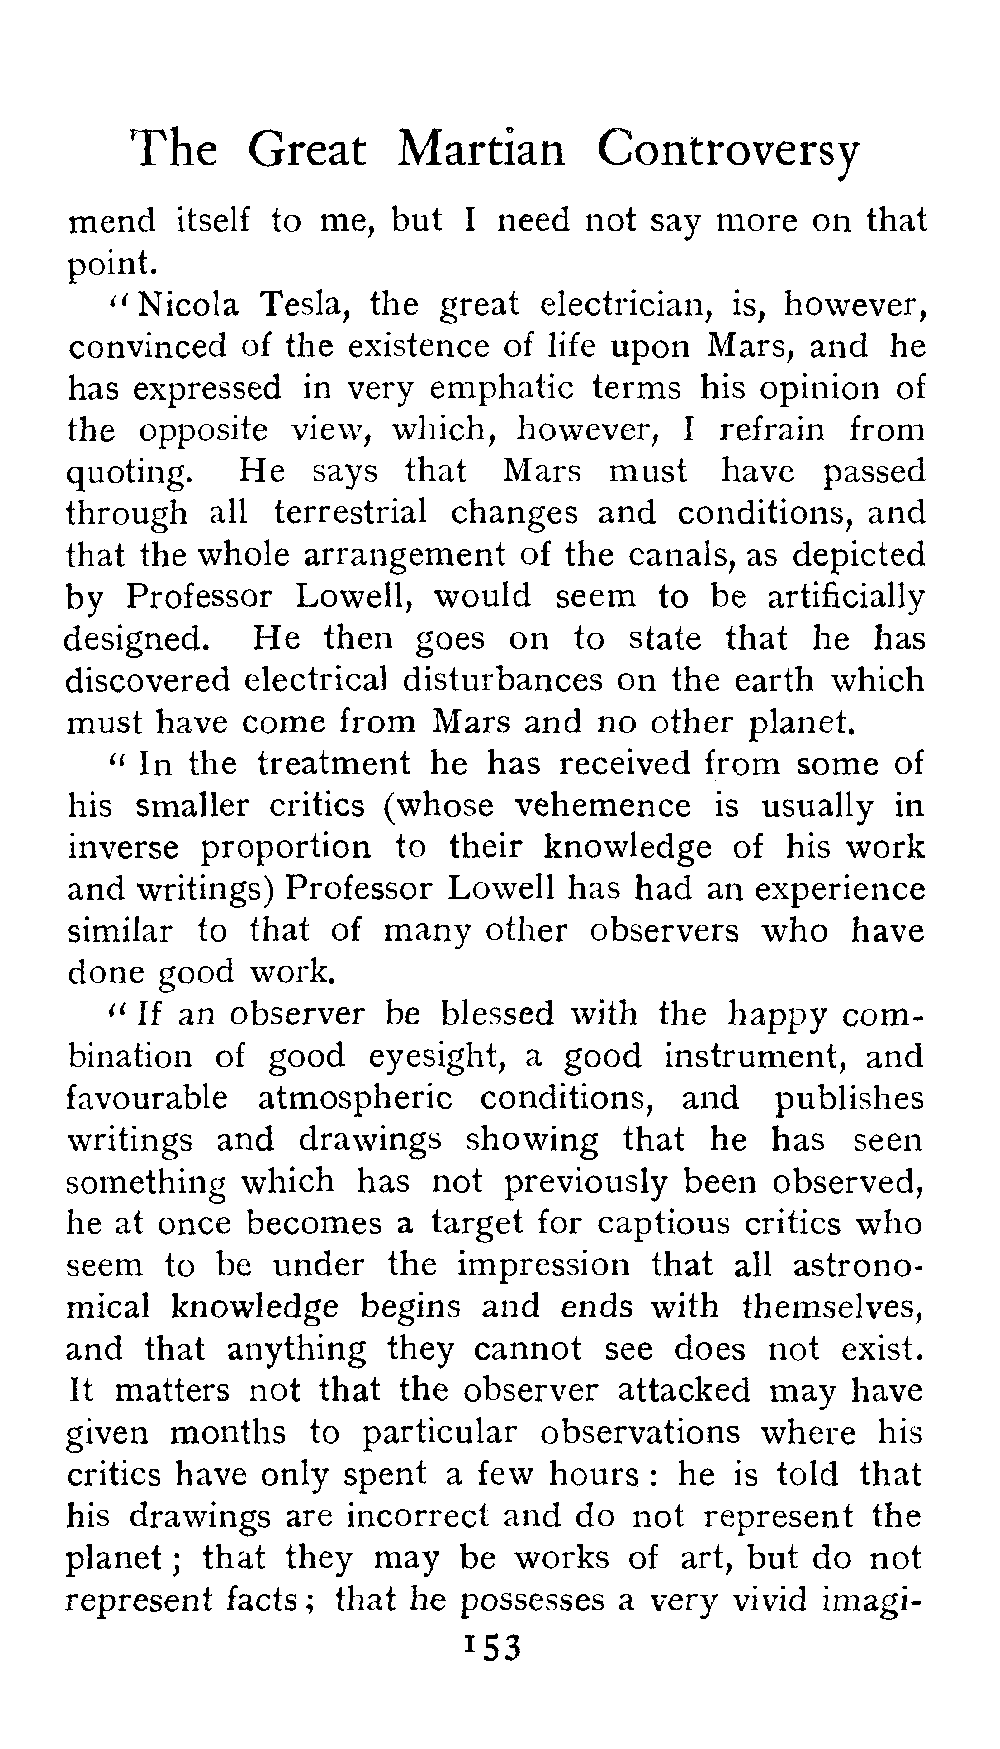 The Great Martian Controversy
mend itself to me, but I need not say more on that
point.
"Nicola Tesla, the great electrician, is, however,
convinced of the existence of life upon Mars, and he
has expressed in very emphatic terms his opinion of
the opposite view, which, however, I refrain from
quoting. He says that Mars must have passed
through all terrestrial changes and conditions, and
that the whole arrangement of the canals, as depicted
by Professor Lowell, would seem to be artificially
designed. He then goes on to state that he has
discovered electrical disturbances on the earth which
must have come from Mars and no other planet.
"In the treatment he has received from some of
his smaller critics (whose vehemence is usually in
inverse proportion to their knowledge of his work
and writings) Professor Lowell has had an experience
similar to that of many other observers who have
done good work.
"If an observer be blessed with the happy com-
bination of good eyesight, a good instrument, and
favourable atmospheric conditions, and publishes
writings and drawings showing that he has seen
something which has not previously been observed,
he at once becomes a target for captious critics who
seem to be under the impression that all astrono-
mical knowledge begins and ends with themselves,
and that anything they cannot see does not exist.
It matters not that the observer attacked may have
given months to particular observations where his
critics have only spent a few hours : he is told that
his drawings are incorrect and do not represent the
planet ; that they may be works of art, but do not
represent facts ; that he possesses a very vivid imagi-
153